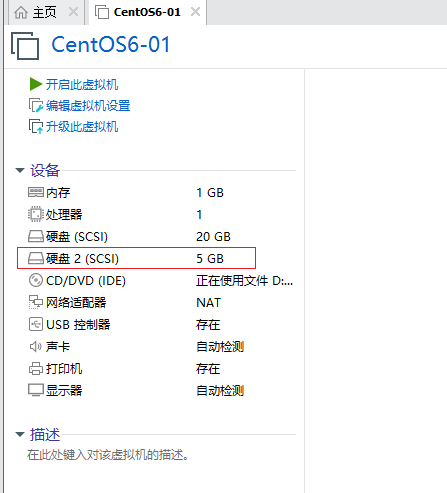 主页 CentOS6-01
CentOS6-01
开启此虚拟机
编辑虚拟机设置
升级此虚拟机
设备
内存 1 GB
处理器 1
硬盘 (SCSI) 20 GB
硬盘 2 (SCSI) 5 GB
CD/DVD (IDE) 正在使用文件 D:...
网络适配器 NAT
USB 控制器 存在
声卡 自动检测
打印机 存在
显示器 自动检测
描述
在此处键入对该虚拟机的描述。